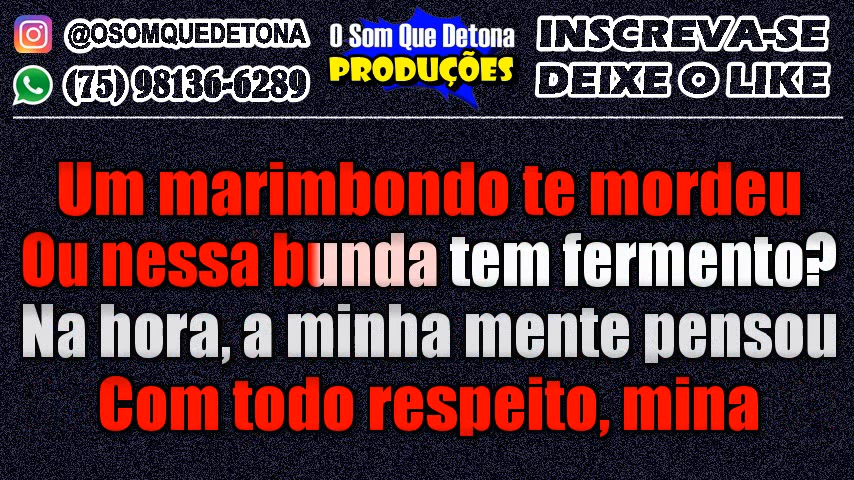 @OSOMQUEDETONA
(75) 98136-6289
O Som Que Detona
PRODUÇÕES
INSCREVA-SE
DEIXE O LIKE
Um marimbondo te mordeu
Ou nessa bunda tem fermento?
Na hora, a minha mente pensou
Com todo respeito, mina